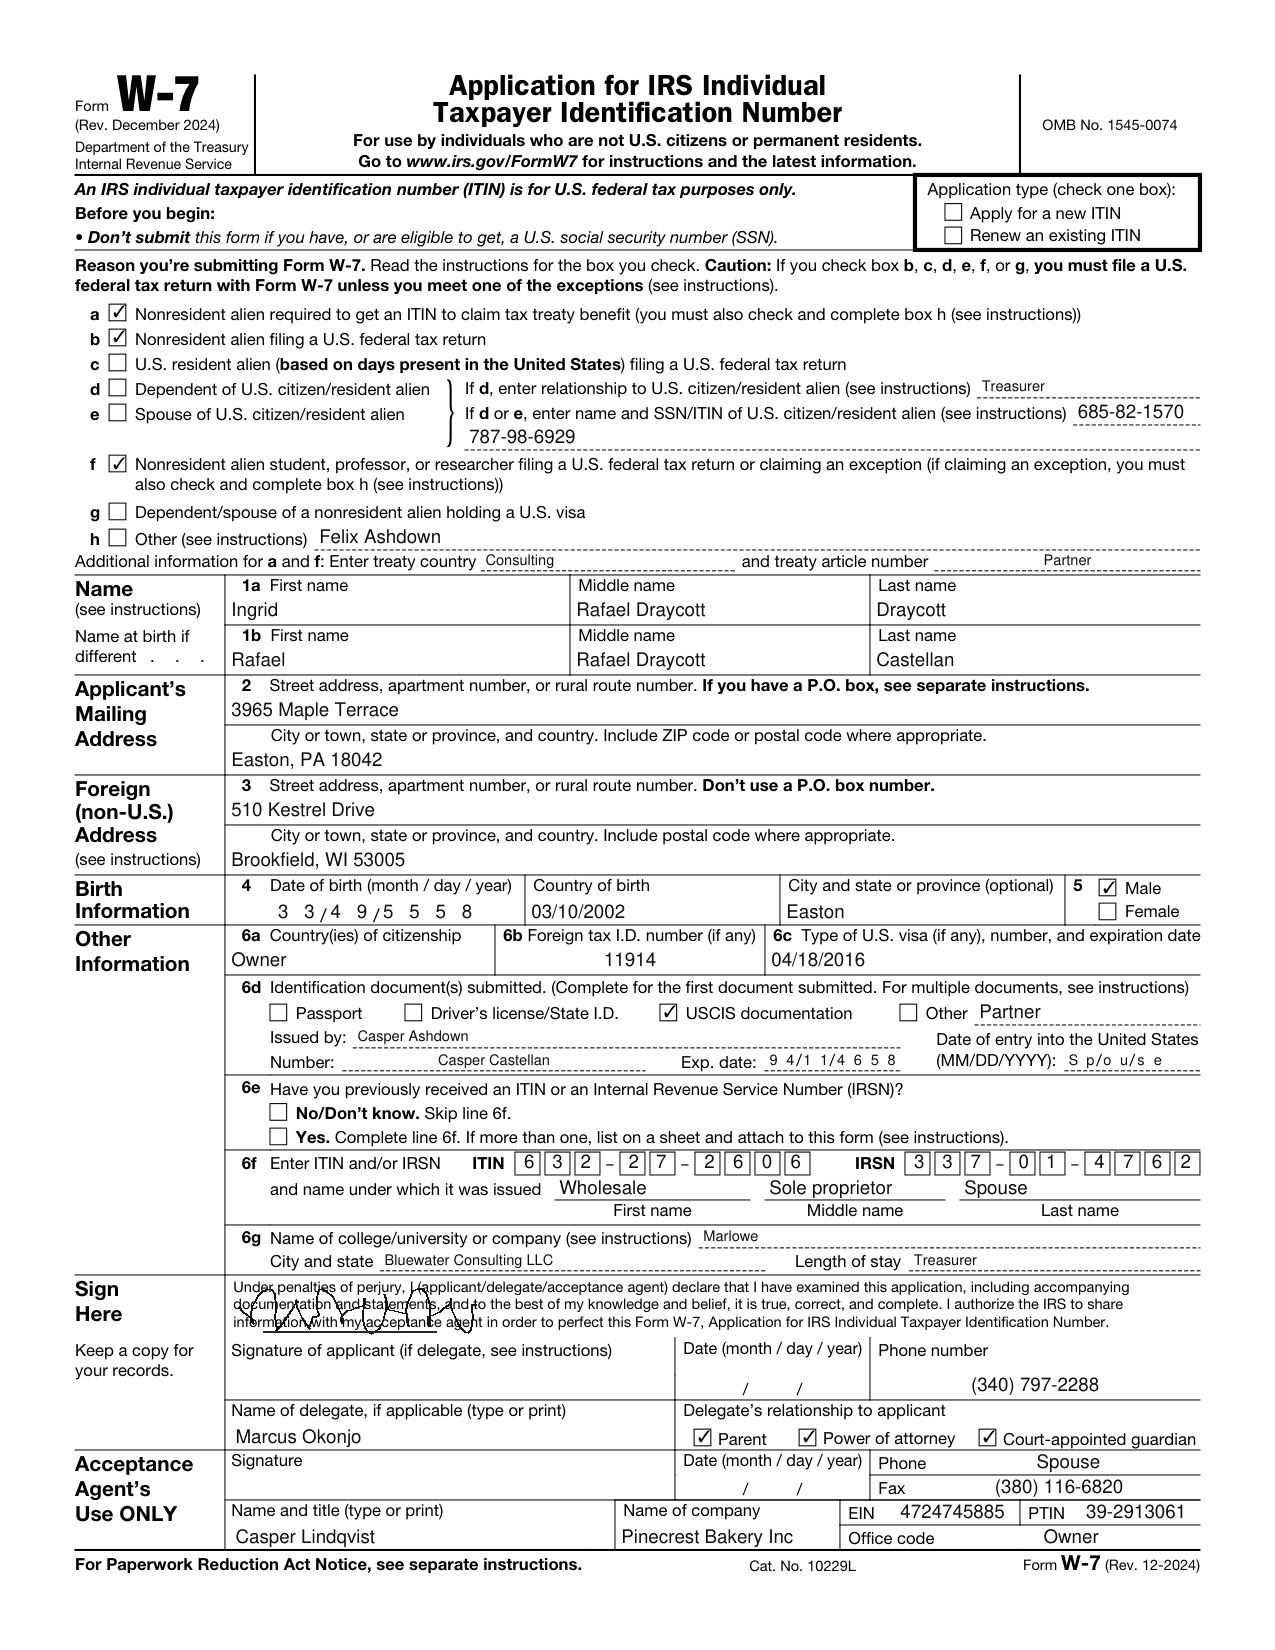 Form W-7
(Rev. December 2024)
Department of the Treasury
Internal Revenue Service
Application for IRS Individual
Taxpayer Identification Number
For use by individuals who are not U.S. citizens or permanent residents.
Go to www.irs.gov/FormW7 for instructions and the latest information.
OMB No. 1545-0074
An IRS individual taxpayer identification number (ITIN) is for U.S. federal tax purposes only.
Before you begin:
• Don't submit this form if you have, or are eligible to get, a U.S. social security number (SSN).
Application type (check one box):
Apply for a new ITIN
Renew an existing ITIN
Reason you're submitting Form W-7. Read the instructions for the box you check. Caution: If you check box b, c, d, e, f, or g, you must file a U.S.
federal tax return with Form W-7 unless you meet one of the exceptions (see instructions).
a ✓ Nonresident alien required to get an ITIN to claim tax treaty benefit (you must also check and complete box h (see instructions))
b ✓ Nonresident alien filing a U.S. federal tax return
c U.S. resident alien (based on days present in the United States) filing a U.S. federal tax return
d Dependent of U.S. citizen/resident alien If d, enter relationship to U.S. citizen/resident alien (see instructions) Treasurer
e Spouse of U.S. citizen/resident alien If d or e, enter name and SSN/ITIN of U.S. citizen/resident alien (see instructions) 685-82-1570
787-98-6929
f ✓ Nonresident alien student, professor, or researcher filing a U.S. federal tax return or claiming an exception (if claiming an exception, you must
also check and complete box h (see instructions))
g Dependent/spouse of a nonresident alien holding a U.S. visa
h Other (see instructions) Felix Ashdown
Additional information for a and f: Enter treaty country Consulting and treaty article number Partner
Name
(see instructions)
1a First name Middle name Last name
Ingrid Rafael Draycott Draycott
Name at birth if
different . . .
1b First name Middle name Last name
Rafael Rafael Draycott Castellan
Applicant's
Mailing
Address
2 Street address, apartment number, or rural route number. If you have a P.O. box, see separate instructions.
3965 Maple Terrace
City or town, state or province, and country. Include ZIP code or postal code where appropriate.
Easton, PA 18042
Foreign
(non-U.S.)
Address
(see instructions)
3 Street address, apartment number, or rural route number. Don't use a P.O. box number.
510 Kestrel Drive
City or town, state or province, and country. Include postal code where appropriate.
Brookfield, WI 53005
Birth
Information
4 Date of birth (month / day / year) Country of birth City and state or province (optional) 5 ✓ Male
3 3 / 4 9 / 5 5 5 8 03/10/2002 Easton Female
Other
Information
6a Country(ies) of citizenship 6b Foreign tax I.D. number (if any) 6c Type of U.S. visa (if any), number, and expiration date
Owner 11914 04/18/2016
6d Identification document(s) submitted. (Complete for the first document submitted. For multiple documents, see instructions)
Passport Driver's license/State I.D. ✓ USCIS documentation Other Partner
Issued by: Casper Ashdown Date of entry into the United States
Number: Casper Castellan Exp. date: 9 4/1 1/4 6 5 8 (MM/DD/YYYY): S p/o u/s e
6e Have you previously received an ITIN or an Internal Revenue Service Number (IRSN)?
No/Don't know. Skip line 6f.
Yes. Complete line 6f. If more than one, list on a sheet and attach to this form (see instructions).
6f Enter ITIN and/or IRSN ITIN 6 3 2 – 2 7 – 2 6 0 6 IRSN 3 3 7 – 0 1 – 4 7 6 2
and name under which it was issued Wholesale Sole proprietor Spouse
First name Middle name Last name
6g Name of college/university or company (see instructions) Marlowe
City and state Bluewater Consulting LLC Length of stay Treasurer
Sign
Here
Under penalties of perjury, I (applicant/delegate/acceptance agent) declare that I have examined this application, including accompanying
documentation and statements, and to the best of my knowledge and belief, it is true, correct, and complete. I authorize the IRS to share
information with my acceptance agent in order to perfect this Form W-7, Application for IRS Individual Taxpayer Identification Number.
Keep a copy for
your records.
Signature of applicant (if delegate, see instructions) Date (month / day / year) Phone number
/ / (340) 797-2288
Name of delegate, if applicable (type or print) Delegate's relationship to applicant
Marcus Okonjo ✓ Parent ✓ Power of attorney ✓ Court-appointed guardian
Acceptance
Agent's
Use ONLY
Signature Date (month / day / year) Phone Spouse
/ / Fax (380) 116-6820
Name and title (type or print) Name of company EIN 4724745885 PTIN 39-2913061
Casper Lindqvist Pinecrest Bakery Inc Office code Owner
For Paperwork Reduction Act Notice, see separate instructions. Cat. No. 10229L Form W-7 (Rev. 12-2024)